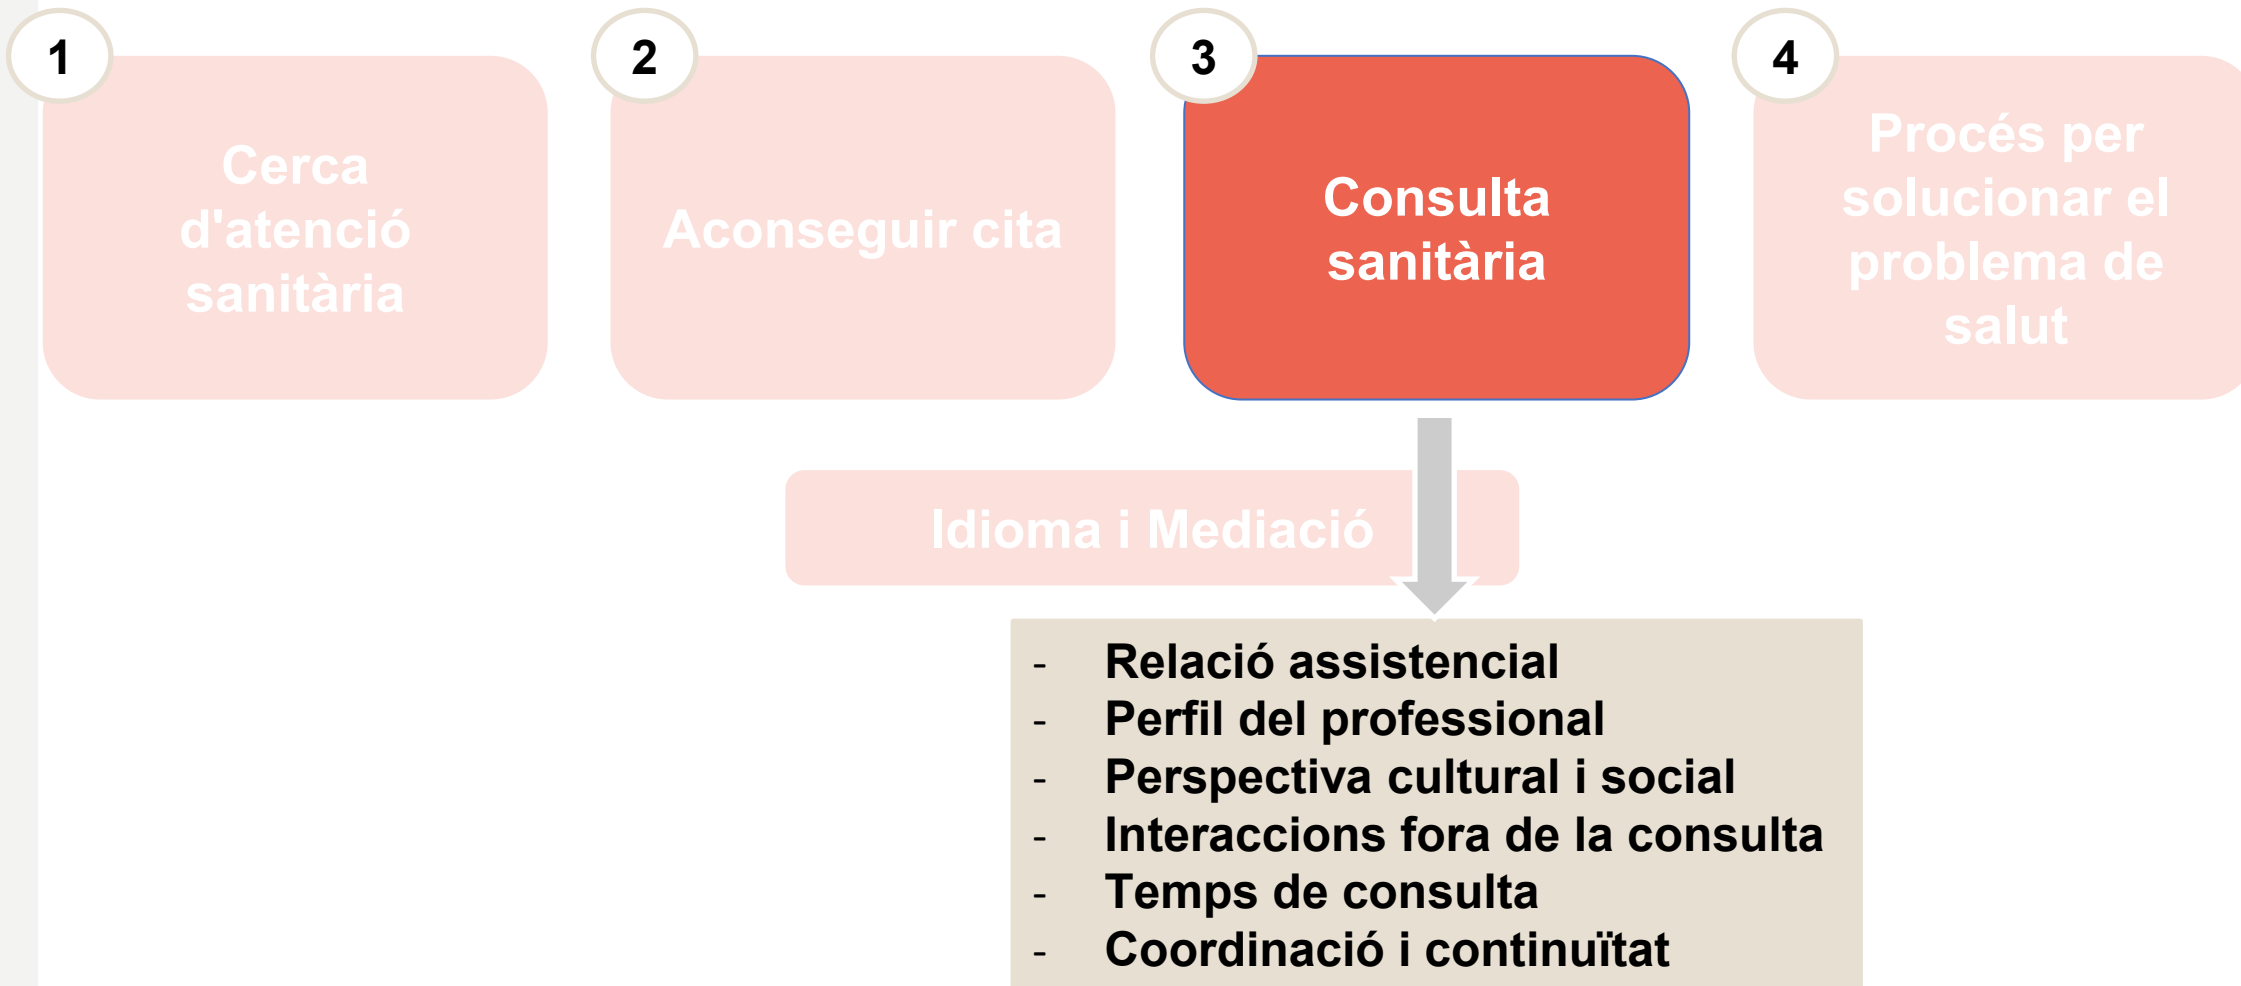 1
Cerca
d'atenció
sanitària
2
Aconseguir cita
3
Consulta
sanitària
4
Procés per
solucionar el
problema de
salut
Idioma i Mediació
- Relació assistencial
- Perfil del professional
- Perspectiva cultural i social
- Interaccions fora de la consulta
- Temps de consulta
- Coordinació i continuïtat